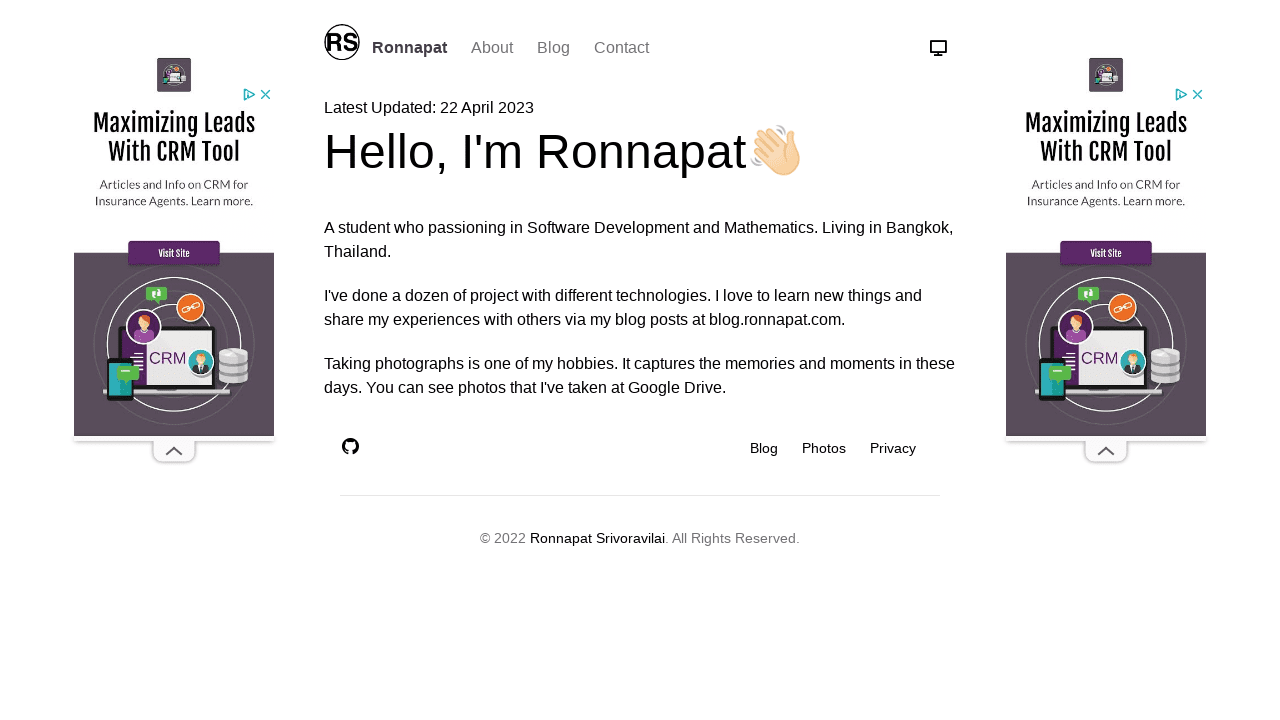 RS
Ronnapat About Blog Contact
Latest Updated: 22 April 2023
Hello, I'm Ronnapat
A student who passioning in Software Development and Mathematics. Living in Bangkok,
Thailand.
I've done a dozen of project with different technologies. I love to learn new things and
share my experiences with others via my blog posts at blog.ronnapat.com.
Taking photographs is one of my hobbies. It captures the memories and moments in these
days. You can see photos that I've taken at Google Drive.
Blog Photos Privacy
© 2022 Ronnapat Srivoravilai. All Rights Reserved.
Maximizing Leads
With CRM Tool
Articles and Info on CRM for
Insurance Agents. Learn more.
Visit Site
CRM
Maximizing Leads
With CRM Tool
Articles and Info on CRM for
Insurance Agents. Learn more.
Visit Site
CRM